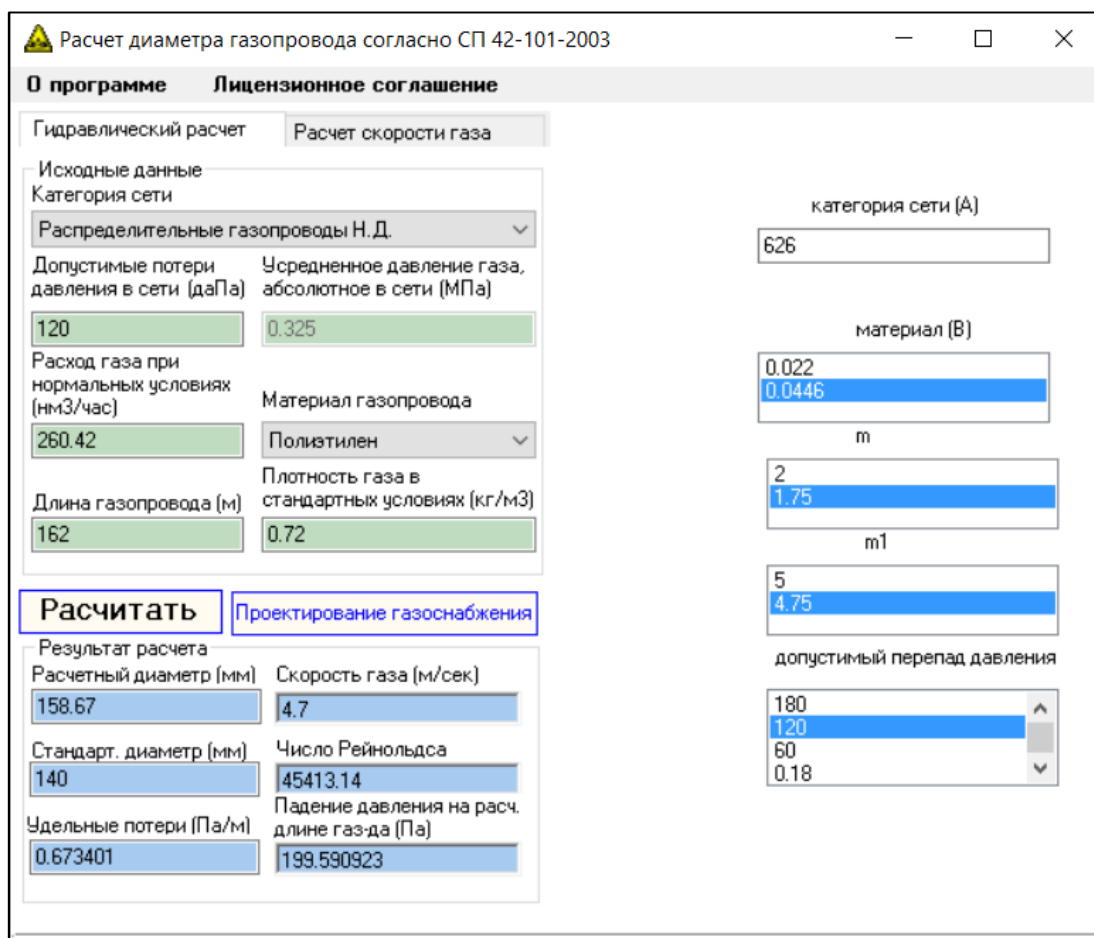 Расчет диаметра газопровода согласно СП 42-101-2003
О программе Лицензионное соглашение
Гидравлический расчет Расчет скорости газа
Исходные данные
Категория сети
Распределительные газопроводы Н.Д.
Допустимые потери
давления в сети (даПа)
120
Усредненное давление газа,
абсолютное в сети (МПа)
0.325
Расход газа при
нормальных условиях
(нм3/час)
260.42
Материал газопровода
Полиэтилен
Длина газопровода (м)
162
Плотность газа в
стандартных условиях (кг/м3)
0.72
Расчитать
Проектирование газоснабжения
Результат расчета
Расчетный диаметр (мм)
158.67
Скорость газа (м/сек)
4.7
Стандарт. диаметр (мм)
140
Число Рейнольдса
45413.14
Удельные потери (Па/м)
0.673401
Падение давления на расч.
длине газ-да (Па)
199.590923
категория сети (A)
626
материал (B)
0.022
0.0446
m
2
1.75
m1
5
4.75
допустимый перепад давления
180
120
60
0.18